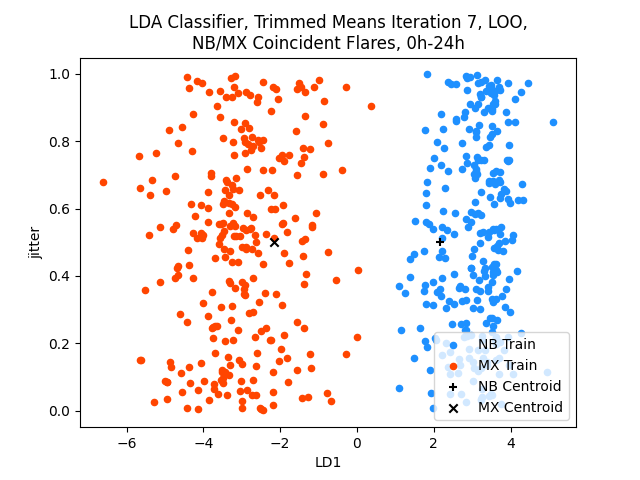 LDA Classifier, Trimmed Means Iteration 7, LOO,
NB/MX Coincident Flares, 0h-24h
1.0
0.8
0.6
0.4
0.2
0.0
jitter
−6
−4
−2
0
2
4
LD1
NB Train
MX Train
NB Centroid
MX Centroid